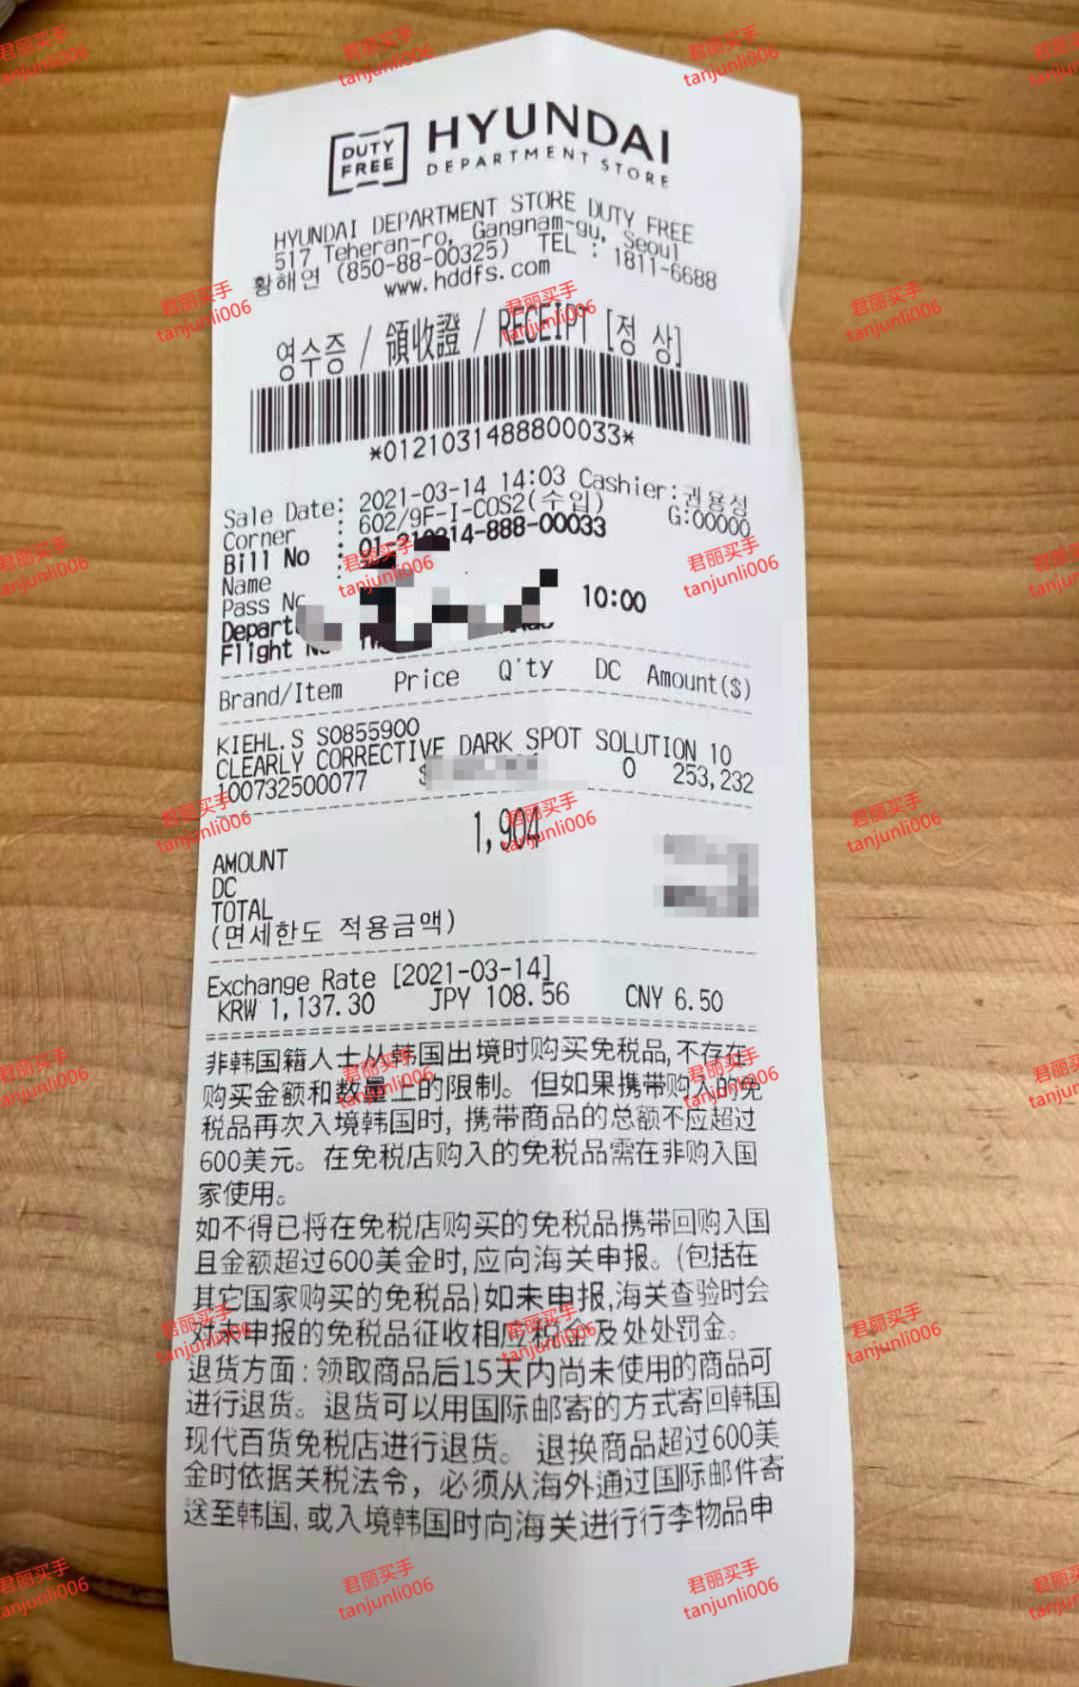 DUTY FREE HYUNDAI
DEPARTMENT STORE
HYUNDAI DEPARTMENT STORE DUTY FREE
517 Teheran-ro, Gangnam-gu, Seoul
황해연 (850-88-00325) TEL : 1811-6688
www.hddfs.com
영수증 / 領收證 / RECEIPT [정 상]
*0121031488800033*
Sale Date: 2021-03-14 14:03 Cashier:권용성
Corner : 602/9F-I-COS2(수입) G:00000
Bill No : 01-210314-888-00033
Name :
Pass No
Depart 10:00
Flight No
Brand/Item Price Q'ty DC Amount($)
KIEHL.S S0855900
CLEARLY CORRECTIVE DARK SPOT SOLUTION 10
100732500077 $ 0 253,232
1,904
AMOUNT
DC
TOTAL
(면세한도 적용금액)
Exchange Rate [2021-03-14]
KRW 1,137.30 JPY 108.56 CNY 6.50
非韩国籍人士从韩国出境时购买免税品,不存在
购买金额和数量上的限制。但如果携带购入的免
税品再次入境韩国时,携带商品的总额不应超过
600美元。在免税店购入的免税品需在非购入国
家使用。
如不得已将在免税店购买的免税品携带回购入国
且金额超过600美金时,应向海关申报。(包括在
其它国家购买的免税品)如未申报,海关查验时会
对未申报的免税品征收相应税金及处处罚金。
退货方面:领取商品后15天内尚未使用的商品可
进行退货。退货可以用国际邮寄的方式寄回韩国
现代百货免税店进行退货。退换商品超过600美
金时依据关税法令，必须从海外通过国际邮件寄
送至韩国,或入境韩国时向海关进行行李物品申
君丽买手
tanjunli006